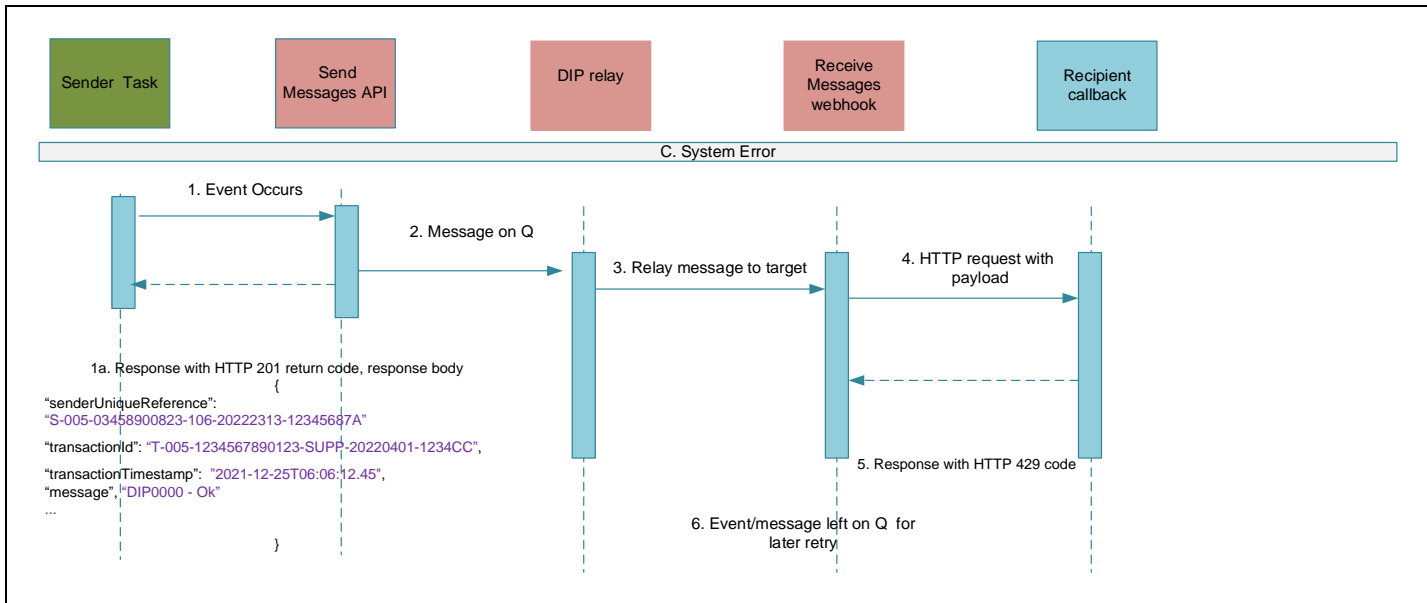 Sender Task
Send
Messages API
DIP relay
Receive
Messages
webhook
Recipient
callback
C. System Error
1. Event Occurs
2. Message on Q
3. Relay message to target
4. HTTP request with
payload
1a. Response with HTTP 201 return code, response body
{
“senderUniqueReference”:
“S-005-03458900823-106-20222313-12345687A”
“transactionId”: “T-005-1234567890123-SUPP-20220401-1234CC”,
“transactionTimestamp”: ”2021-12-25T06:06:12.45”,
“message”, “DIP0000 - Ok”
...
}
5. Response with HTTP 429 code
6. Event/message left on Q for
later retry